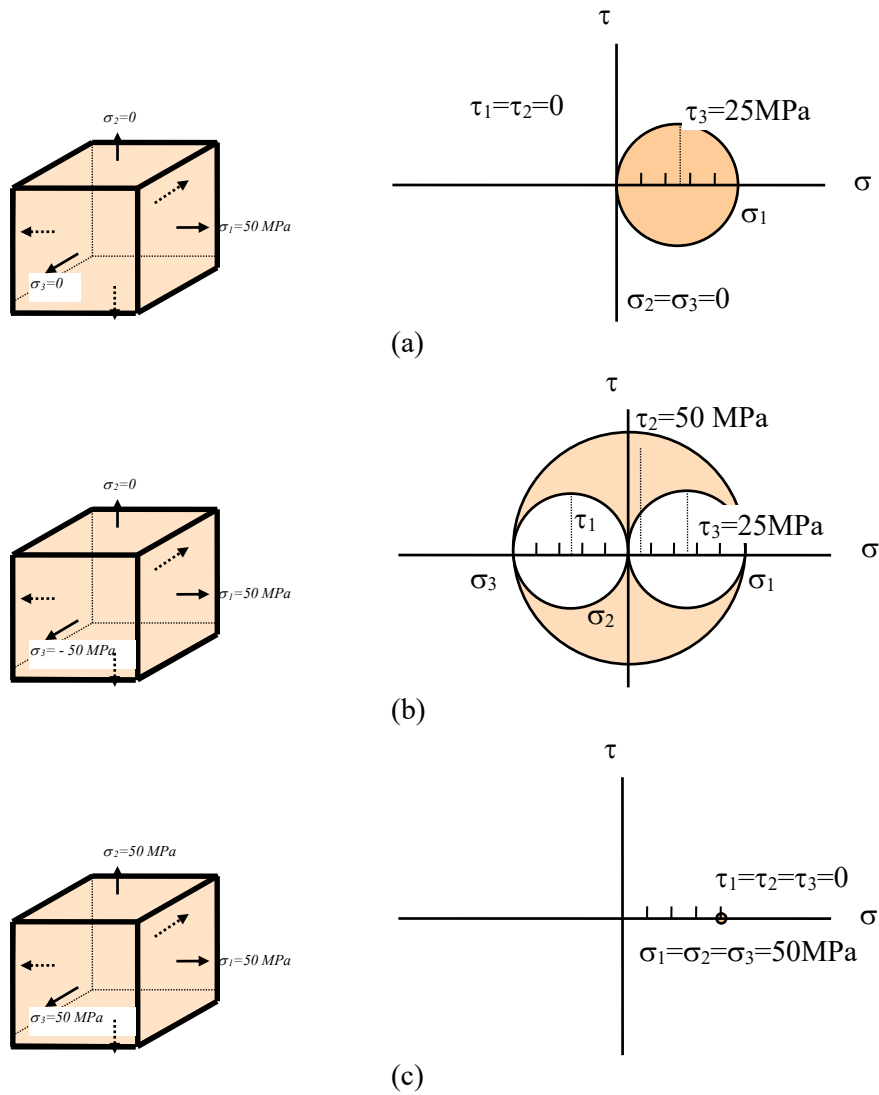 τ
σ₂=0
τ₁=τ₂=0
τ₃=25MPa
σ₁=50 MPa
σ
σ₁
σ₃=0
σ₂=σ₃=0
(a)
τ
τ₂=50 MPa
σ₂=0
τ₁
τ₃=25MPa
σ
σ₁=50 MPa
σ₃
σ₁
σ₂
σ₃= - 50 MPa
(b)
τ
σ₂=50 MPa
τ₁=τ₂=τ₃=0
σ
σ₁=50 MPa
σ₁=σ₂=σ₃=50MPa
σ₃=50 MPa
(c)